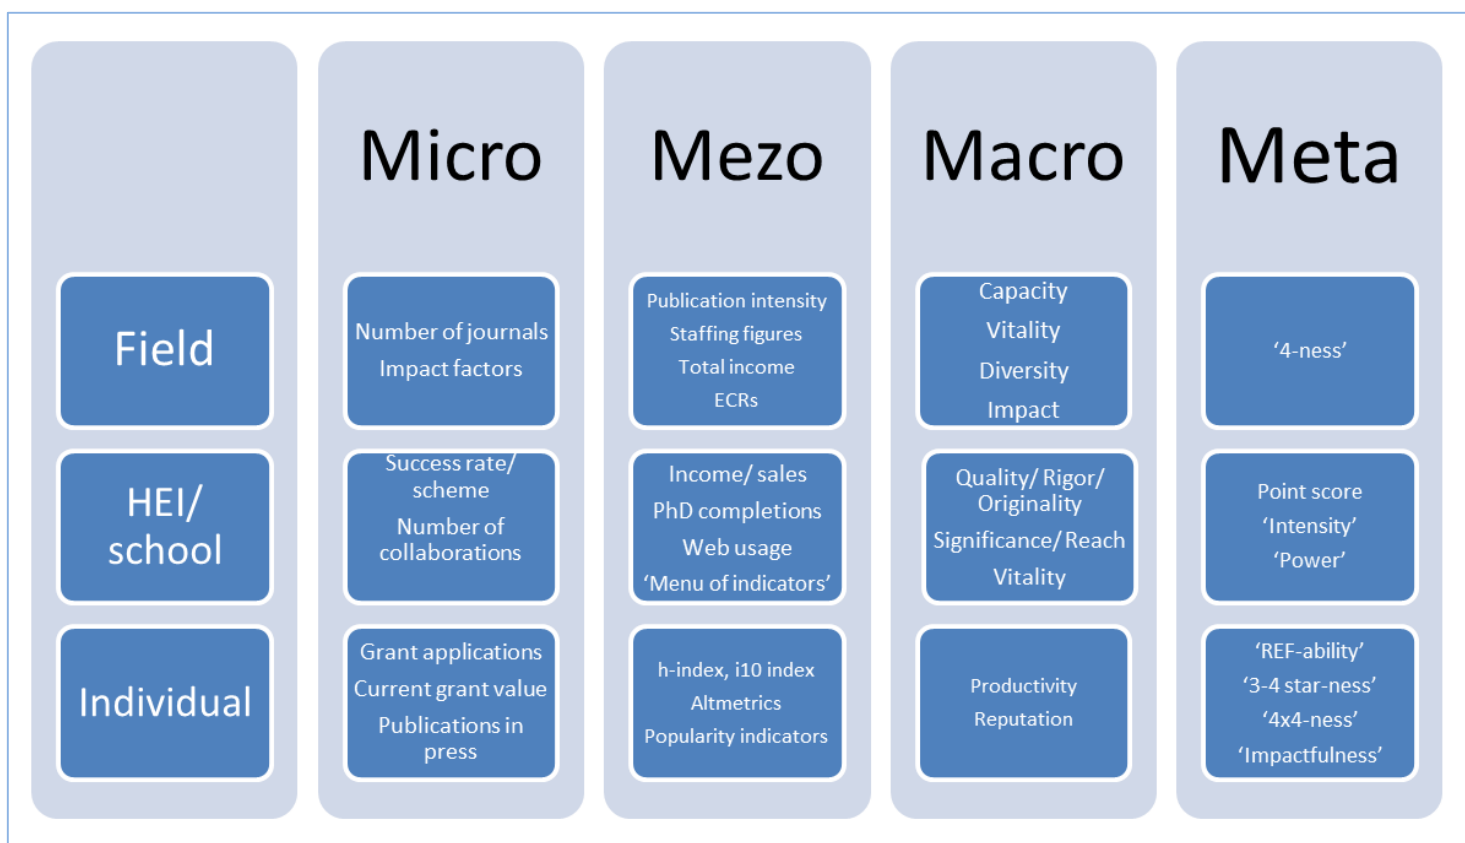 Micro
Mezo
Macro
Meta
Field
Number of journals
Impact factors
Publication intensity
Staffing figures
Total income
ECRs
Capacity
Vitality
Diversity
Impact
‘4-ness’
HEI/
school
Success rate/
scheme
Number of
collaborations
Income/ sales
PhD completions
Web usage
‘Menu of indicators’
Quality/ Rigor/
Originality
Significance/ Reach
Vitality
Point score
‘Intensity’
‘Power’
Individual
Grant applications
Current grant value
Publications in
press
h-index, i10 index
Altmetrics
Popularity indicators
Productivity
Reputation
‘REF-ability’
‘3-4 star-ness’
‘4x4-ness’
‘Impactfulness’